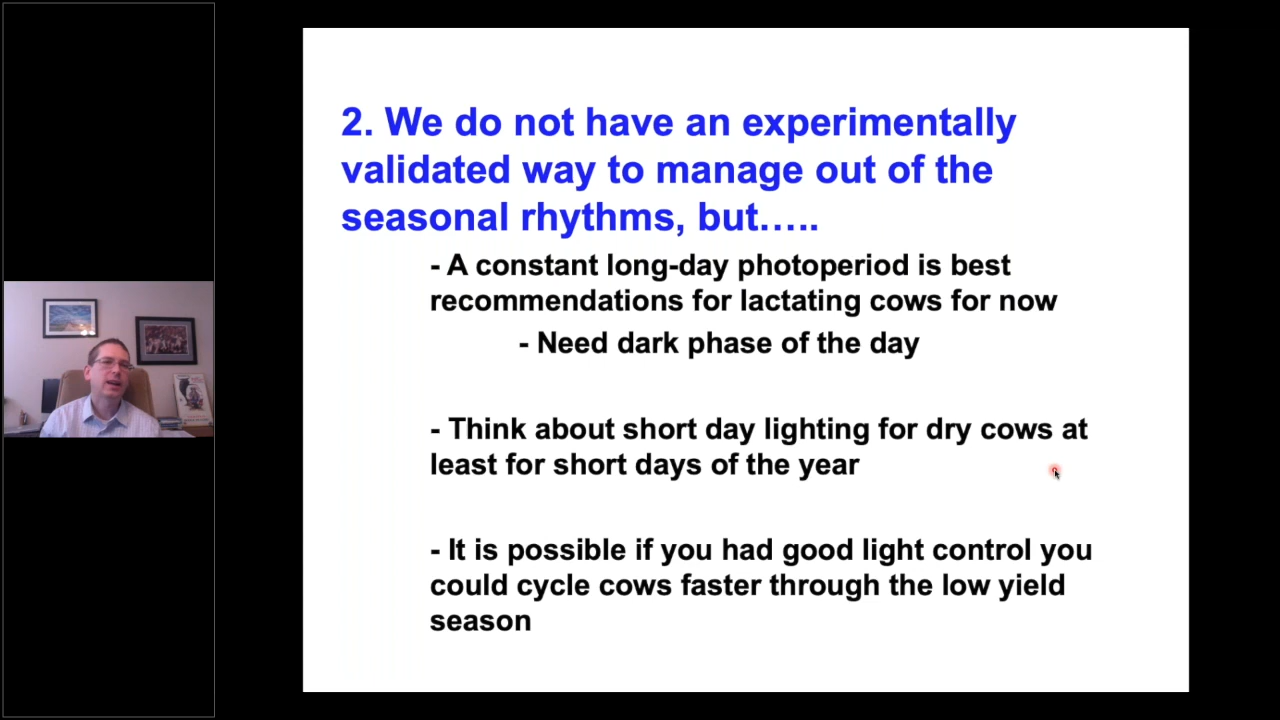 2. We do not have an experimentally
validated way to manage out of the
seasonal rhythms, but…..
- A constant long-day photoperiod is best
recommendations for lactating cows for now
- Need dark phase of the day
- Think about short day lighting for dry cows at
least for short days of the year
- It is possible if you had good light control you
could cycle cows faster through the low yield
season